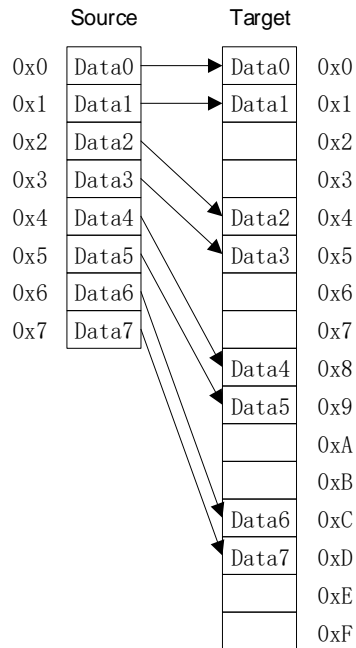 Source Target
0x0 Data0 Data0 0x0
0x1 Data1 Data1 0x1
0x2 Data2 0x2
0x3 Data3 0x3
0x4 Data4 Data2 0x4
0x5 Data5 Data3 0x5
0x6 Data6 0x6
0x7 Data7 0x7
Data4 0x8
Data5 0x9
0xA
0xB
Data6 0xC
Data7 0xD
0xE
0xF